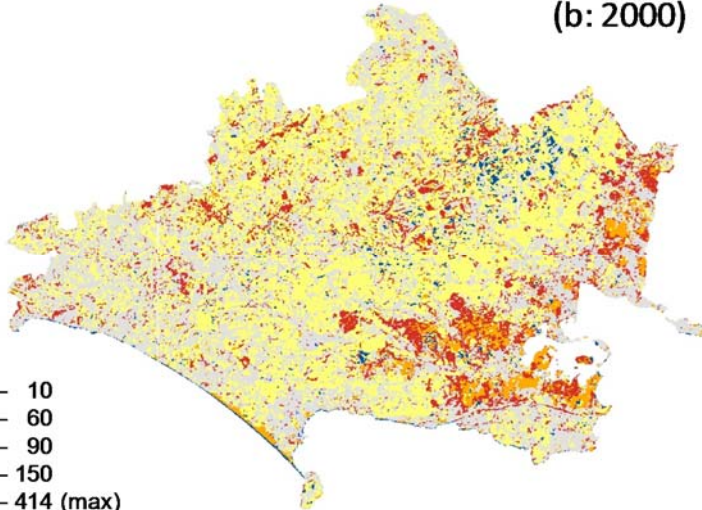 (b: 2000)
– 10
– 60
– 90
– 150
– 414 (max)